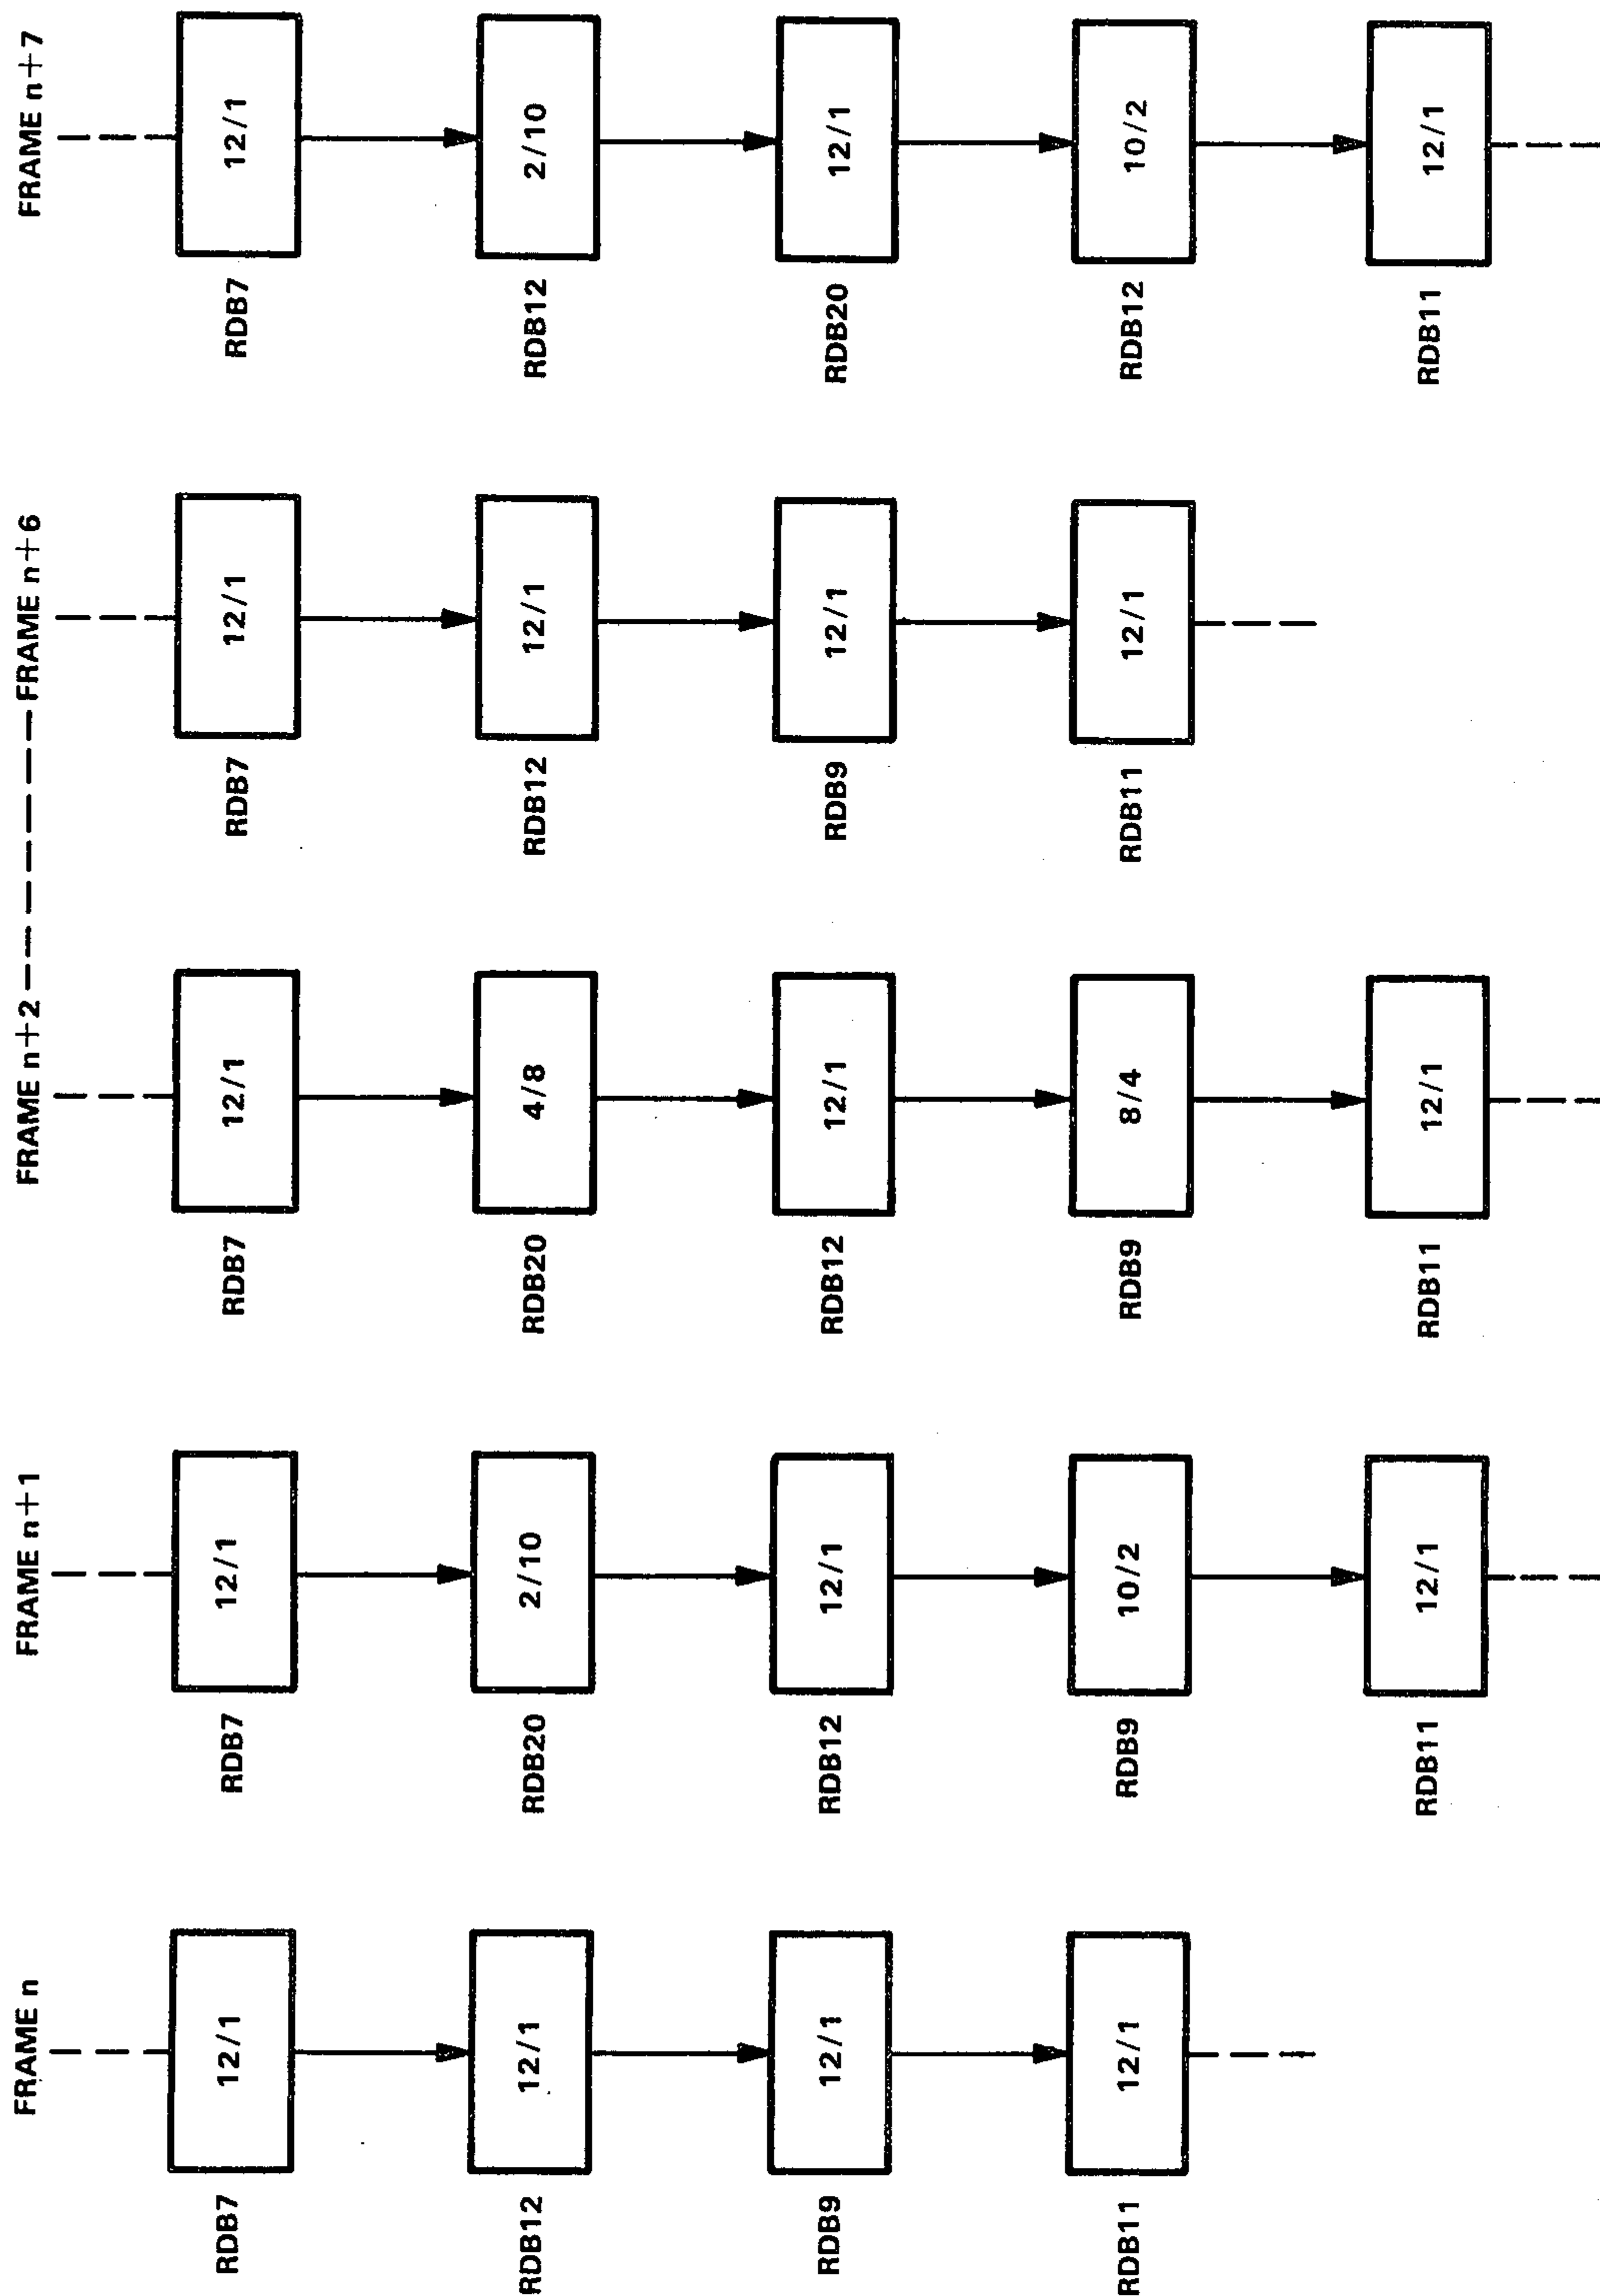 FRAME n
RDB7
12/1
RDB12
12/1
RDB9
12/1
RDB11
12/1
FRAME n+1
RDB7
12/1
RDB20
2/10
RDB12
12/1
RDB9
10/2
RDB11
12/1
FRAME n+2 — — — — — — FRAME n+6
RDB7
12/1
RDB20
4/8
RDB12
12/1
RDB9
8/4
RDB11
12/1
RDB7
12/1
RDB12
12/1
RDB9
12/1
RDB11
12/1
FRAME n+7
RDB7
12/1
RDB12
2/10
RDB20
12/1
RDB12
10/2
RDB11
12/1